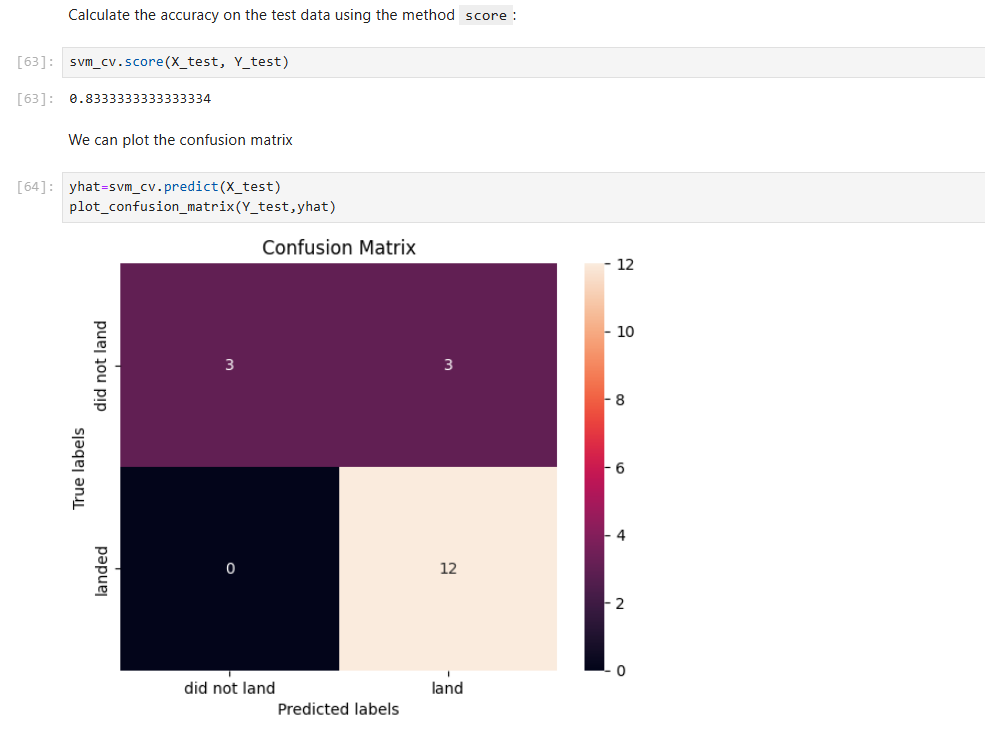 Calculate the accuracy on the test data using the method score :
[63]: svm_cv.score(X_test, Y_test)
[63]: 0.8333333333333334
We can plot the confusion matrix
[64]: yhat=svm_cv.predict(X_test)
plot_confusion_matrix(Y_test,yhat)
Confusion Matrix
True labels
did not land
landed
3
3
0
12
did not land
land
Predicted labels
12
10
8
6
4
2
0